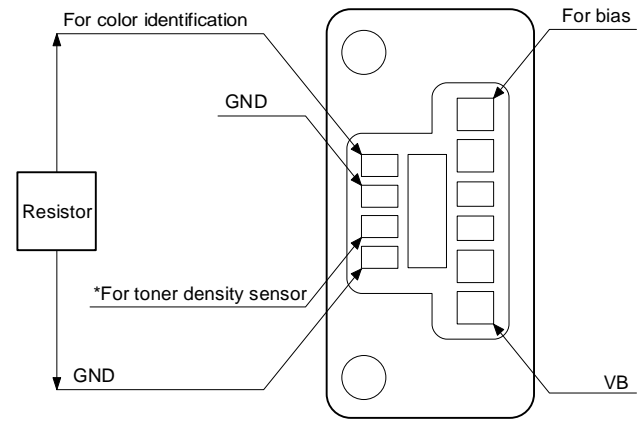 For color identification
For bias
GND
Resistor
*For toner density sensor
GND
VB